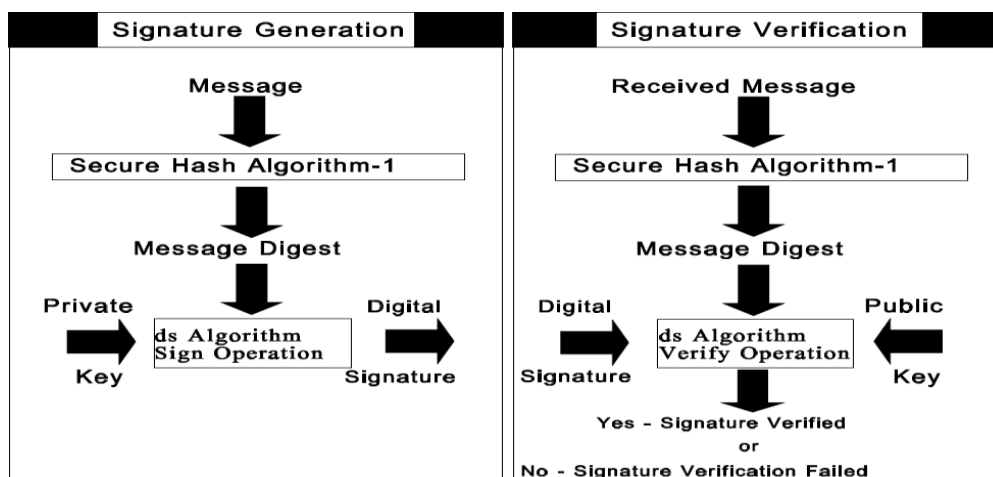 Signature Generation
Message
Secure Hash Algorithm-1
Message Digest
Private
Key
ds Algorithm
Sign Operation
Digital
Signature
Signature Verification
Received Message
Secure Hash Algorithm-1
Message Digest
Digital
Signature
ds Algorithm
Verify Operation
Public
Key
Yes - Signature Verified
or
No - Signature Verification Failed